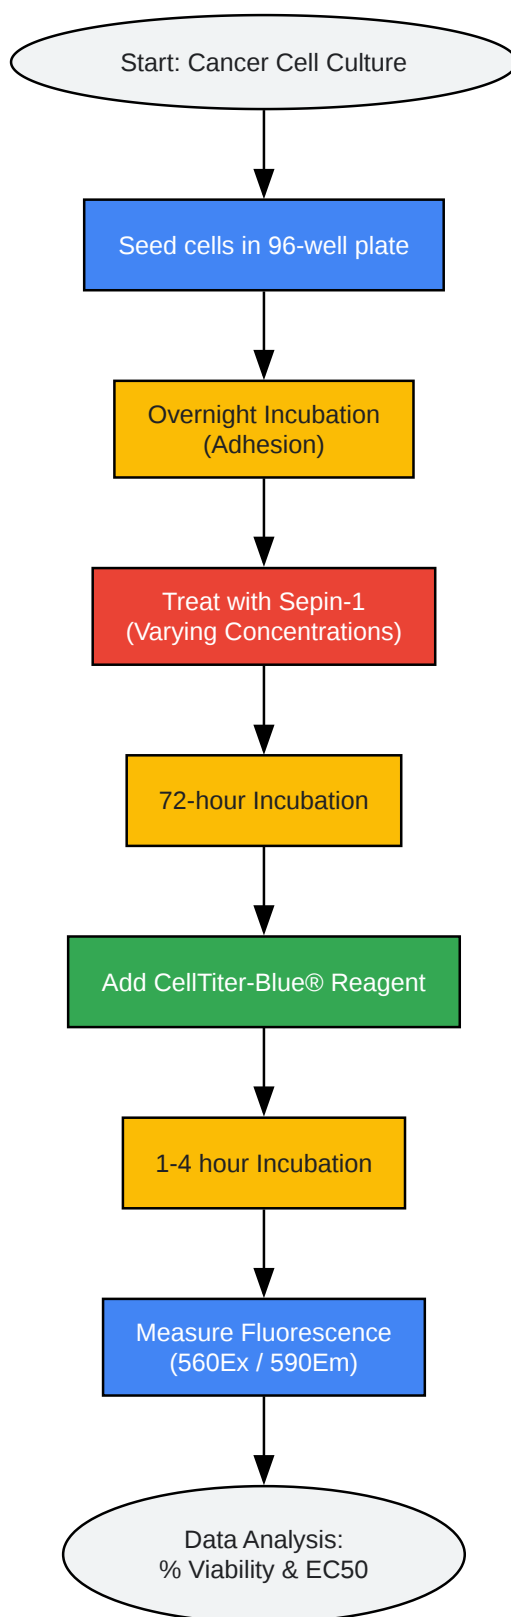 Start: Cancer Cell Culture
Seed cells in 96-well plate
Overnight Incubation
(Adhesion)
Treat with Sepin-1
(Varying Concentrations)
72-hour Incubation
Add CellTiter-Blue® Reagent
1-4 hour Incubation
Measure Fluorescence
(560Ex / 590Em)
Data Analysis:
% Viability & EC50